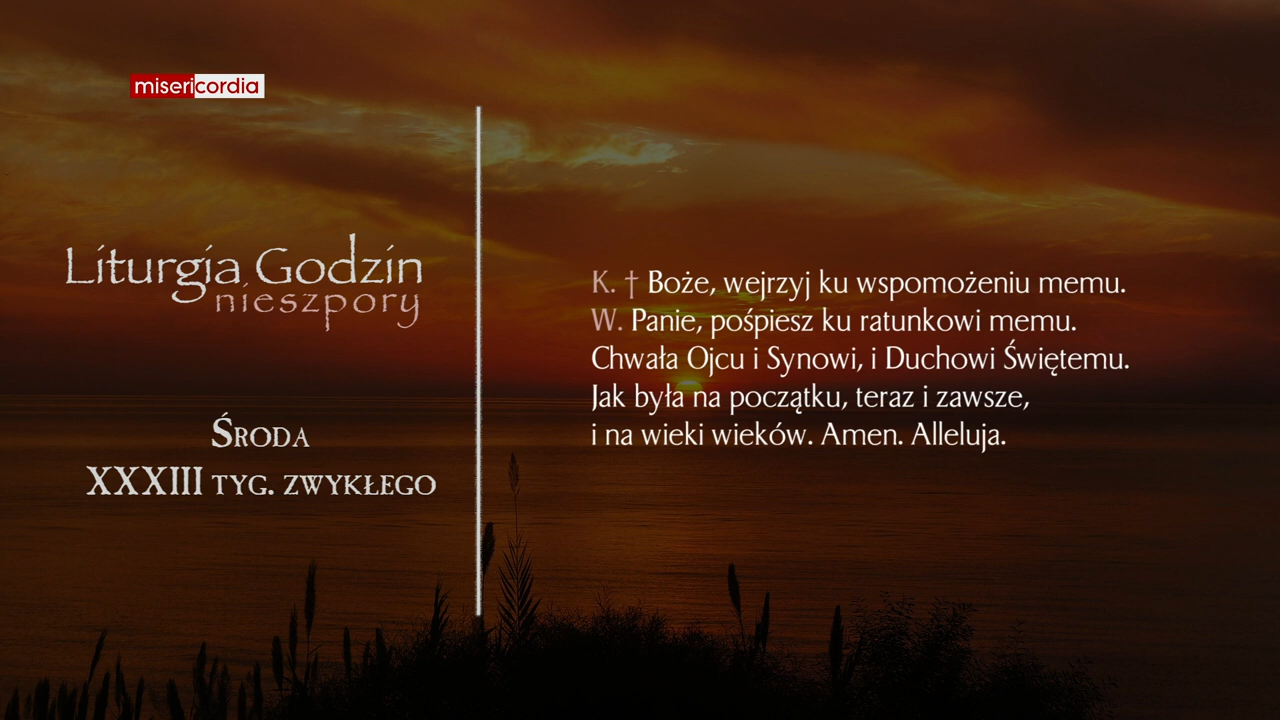 misericordia
Liturgia Godzin
nieszpory
Środa
XXXIII tyg. zwykłego
K. † Boże, wejrzyj ku wspomożeniu memu.
W. Panie, pośpiesz ku ratunkowi memu.
Chwała Ojcu i Synowi, i Duchowi Świętemu.
Jak była na początku, teraz i zawsze,
i na wieki wieków. Amen. Alleluja.